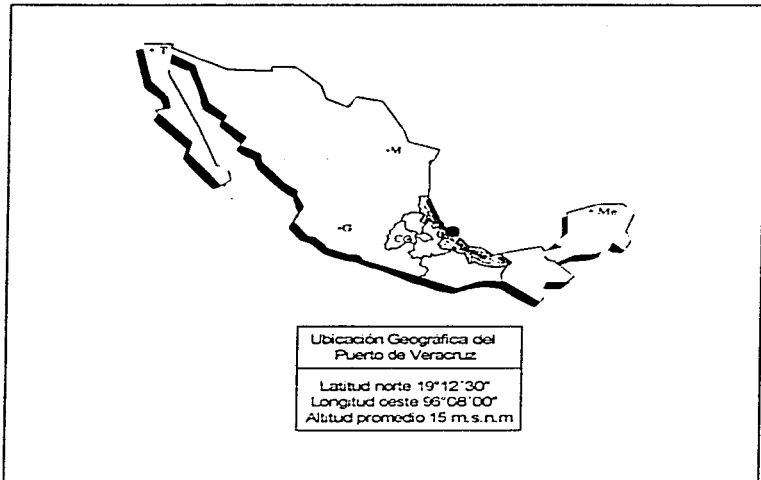 T
M
Me
G
CG
Ubicación Geográfica del
Puerto de Veracruz
Latitud norte 19°12'30"
Longitud oeste 96°08'00"
Altitud promedio 15 m.s.n.m